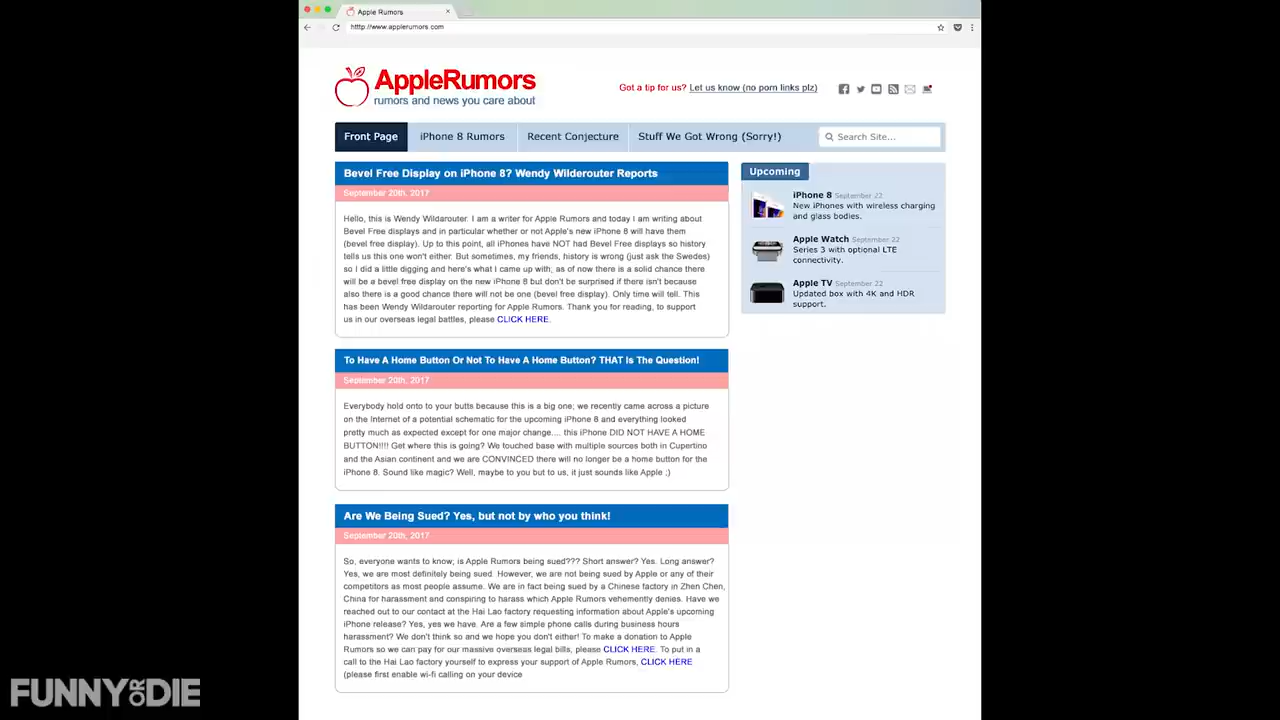 Apple Rumors
htttp://www.applerumors.com
AppleRumors
rumors and news you care about
Got a tip for us? Let us know (no porn links plz)
Front Page
iPhone 8 Rumors
Recent Conjecture
Stuff We Got Wrong (Sorry!)
Search Site...
Bevel Free Display on iPhone 8? Wendy Wilderouter Reports
September 20th, 2017
Hello, this is Wendy Wildarouter. I am a writer for Apple Rumors and today I am writing about
Bevel Free displays and in particular whether or not Apple's new iPhone 8 will have them
(bevel free display). Up to this point, all iPhones have NOT had Bevel Free displays so history
tells us this one won't either. But sometimes, my friends, history is wrong (just ask the Swedes)
so I did a little digging and here's what I came up with; as of now there is a solid chance there
will be a bevel free display on the new iPhone 8 but don't be surprised if there isn't because
also there is a good chance there will not be one (bevel free display). Only time will tell. This
has been Wendy Wildarouter reporting for Apple Rumors. Thank you for reading, to support
us in our overseas legal battles, please CLICK HERE.
To Have A Home Button Or Not To Have A Home Button? THAT Is The Question!
September 20th, 2017
Everybody hold onto to your butts because this is a big one; we recently came across a picture
on the Internet of a potential schematic for the upcoming iPhone 8 and everything looked
pretty much as expected except for one major change.... this iPhone DID NOT HAVE A HOME
BUTTON!!!! Get where this is going? We touched base with multiple sources both in Cupertino
and the Asian continent and we are CONVINCED there will no longer be a home button for the
iPhone 8. Sound like magic? Well, maybe to you but to us, it just sounds like Apple ;)
Are We Being Sued? Yes, but not by who you think!
September 20th, 2017
So, everyone wants to know; is Apple Rumors being sued??? Short answer? Yes. Long answer?
Yes, we are most definitely being sued. However, we are not being sued by Apple or any of their
competitors as most people assume. We are in fact being sued by a Chinese factory in Zhen Chen,
China for harassment and conspiring to harass which Apple Rumors vehemently denies. Have we
reached out to our contact at the Hai Lao factory requesting information about Apple's upcoming
iPhone release? Yes, yes we have. Are a few simple phone calls during business hours
harassment? We don't think so and we hope you don't either! To make a donation to Apple
Rumors so we can pay for our massive overseas legal bills, please CLICK HERE. To put in a
call to the Hai Lao factory yourself to express your support of Apple Rumors, CLICK HERE
(please first enable wi-fi calling on your device
Upcoming
iPhone 8 September 22
New iPhones with wireless charging
and glass bodies.
Apple Watch September 22
Series 3 with optional LTE
connectivity.
Apple TV September 22
Updated box with 4K and HDR
support.
FUNNY OR DIE